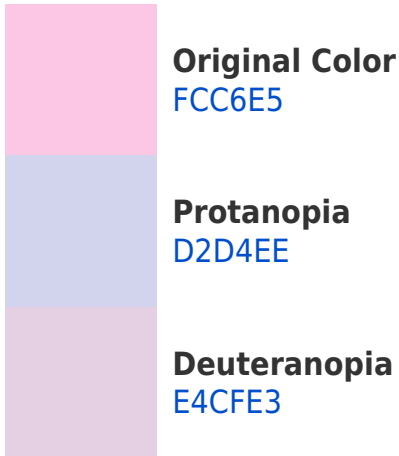 Original Color
FCC6E5
Protanopia
D2D4EE
Deuteranopia
E4CFE3